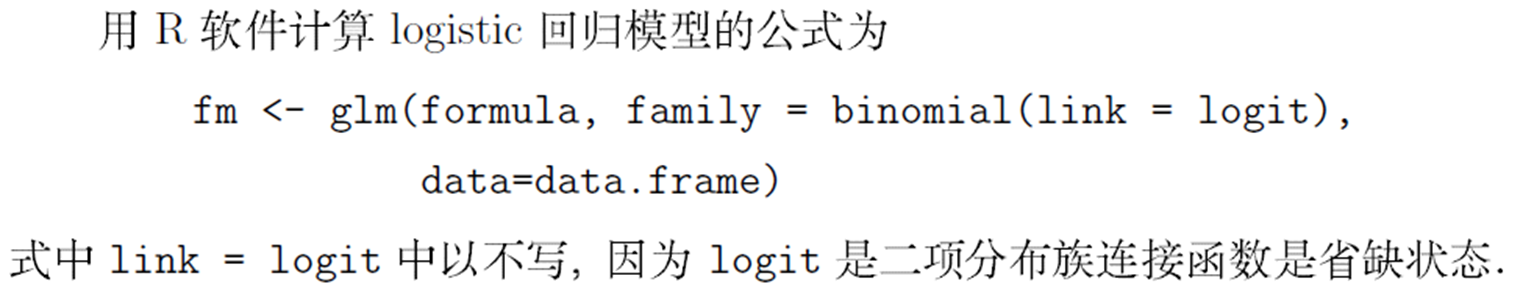 用 R 软件计算 logistic 回归模型的公式为
fm <- glm(formula, family = binomial(link = logit),
data=data.frame)
式中 link = logit 中以不写, 因为 logit 是二项分布族连接函数是省缺状态.